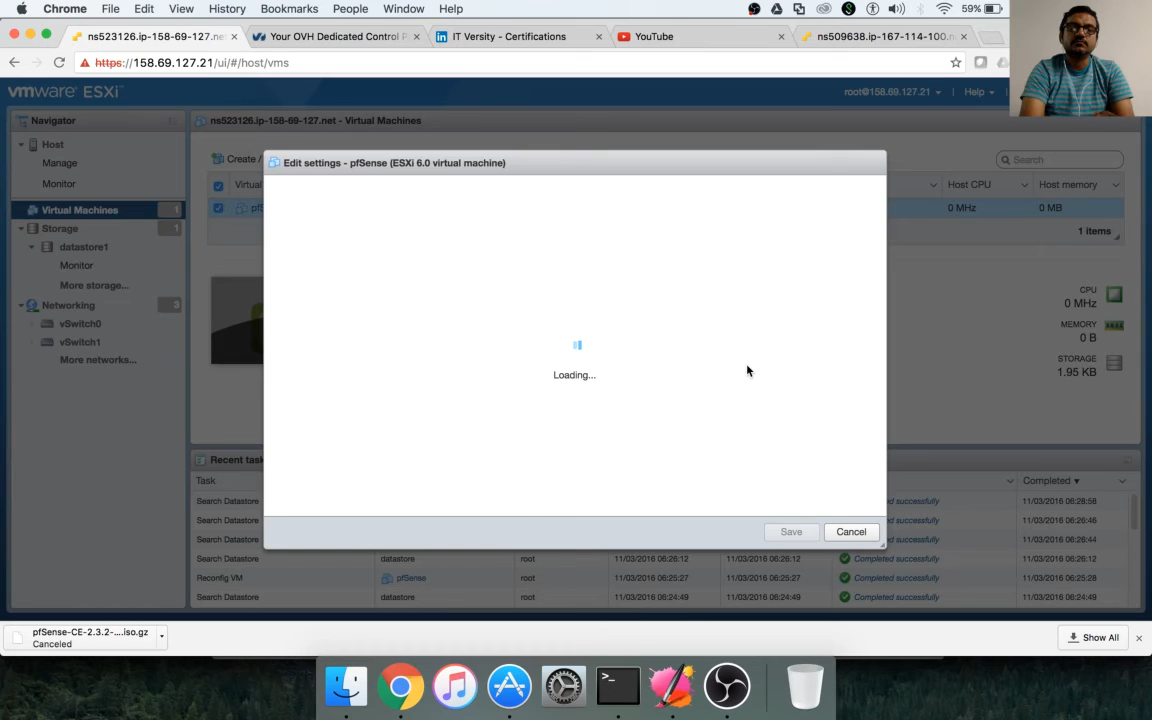 Chrome File Edit View History Bookmarks People Window Help 59%
ns523126.ip-158-69-127.ne
Your OVH Dedicated Control P
IT Versity - Certifications
YouTube
ns509638.ip-167-114-100.n
https://158.69.127.21/ui/#/host/vms
vmware ESXi
root@158.69.127.21 Help
Navigator
ns523126.ip-158-69-127.net - Virtual Machines
Host
Manage
Monitor
Virtual Machines 1
Storage 1
datastore1
Monitor
More storage...
Networking 3
vSwitch0
vSwitch1
More networks...
Create /
Search
Virtual
Host CPU
Host memory
0 MHz
0 MB
1 items
Edit settings - pfSense (ESXi 6.0 virtual machine)
Loading...
Save
Cancel
CPU
0 MHz
MEMORY
0 B
STORAGE
1.95 KB
Recent task
Task
Completed ▼
Search Datastore completed successfully 11/03/2016 06:28:58
Search Datastore 11/03/2016 06:26:46
Search Datastore 11/03/2016 06:26:44
Search Datastore datastore root 11/03/2016 06:26:12 11/03/2016 06:26:12 Completed successfully 11/03/2016 06:26:12
Reconfig VM pfSense root 11/03/2016 06:25:27 11/03/2016 06:25:27 Completed successfully 11/03/2016 06:25:28
Search Datastore datastore root 11/03/2016 06:24:49 11/03/2016 06:24:49 Completed successfully 11/03/2016 06:24:49
pfSense-CE-2.3.2-....iso.gz
Canceled
Show All